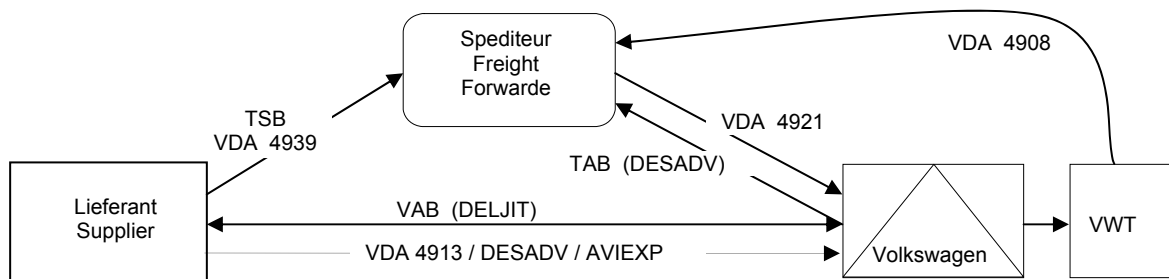 Spediteur
Freight
Forwarde
VDA 4908
TSB
VDA 4939
VDA 4921
TAB (DESADV)
Lieferant
Supplier
VAB (DELJIT)
VDA 4913 / DESADV / AVIEXP
Volkswagen
VWT